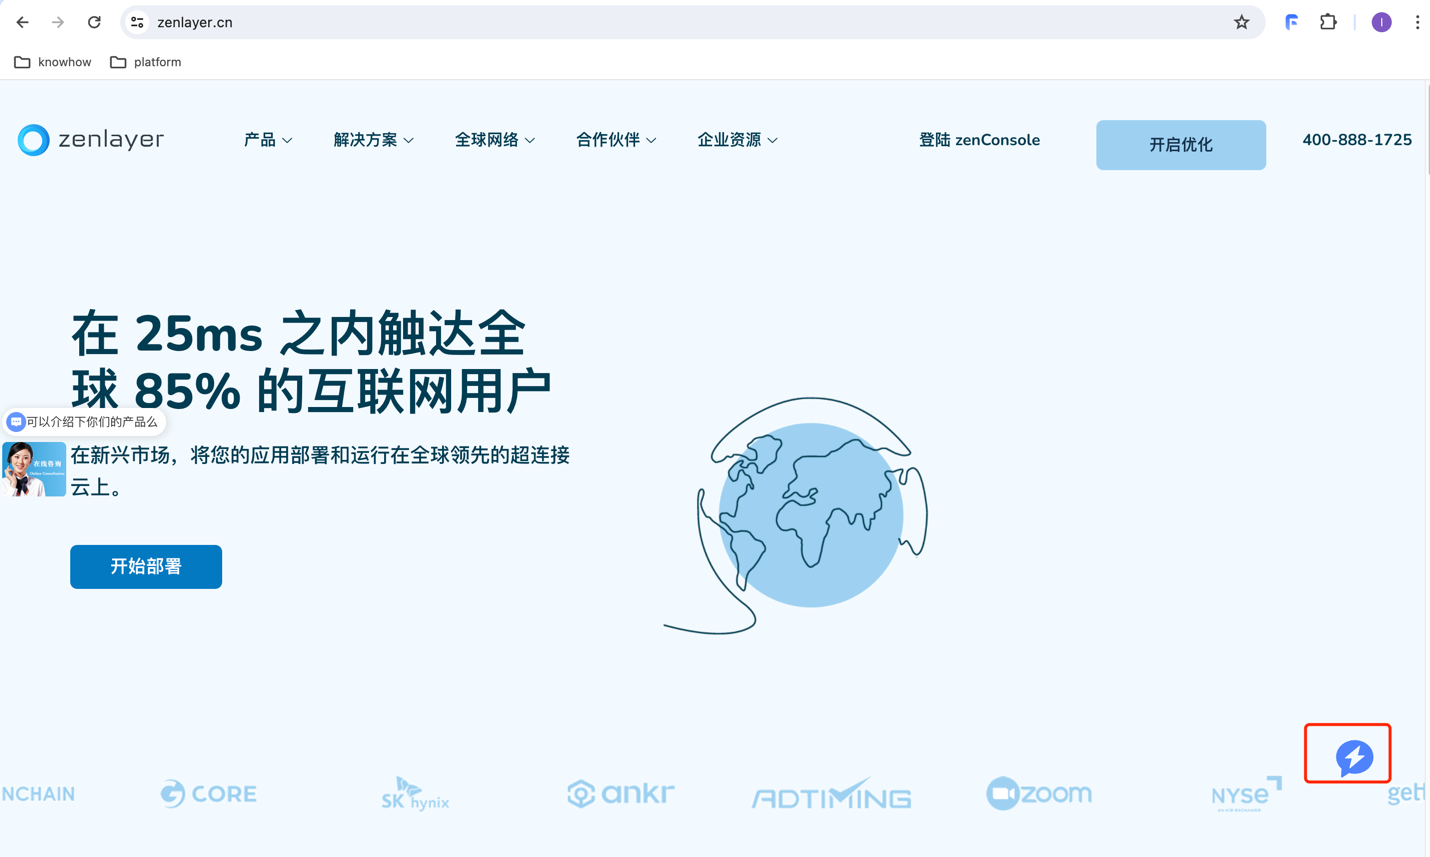 zenlayer.cn
knowhow
platform
zenlayer
产品
解决方案
全球网络
合作伙伴
企业资源
登陆 zenConsole
开启优化
400-888-1725
在 25ms 之内触达全
球 85% 的互联网用户
可以介绍下你们的产品么
在线咨询
在新兴市场，将您的应用部署和运行在全球领先的超连接
云上。
开始部署
NCHAIN
CORE
SK hynix
ankr
ADTIMING
zoom
NYSE
gett